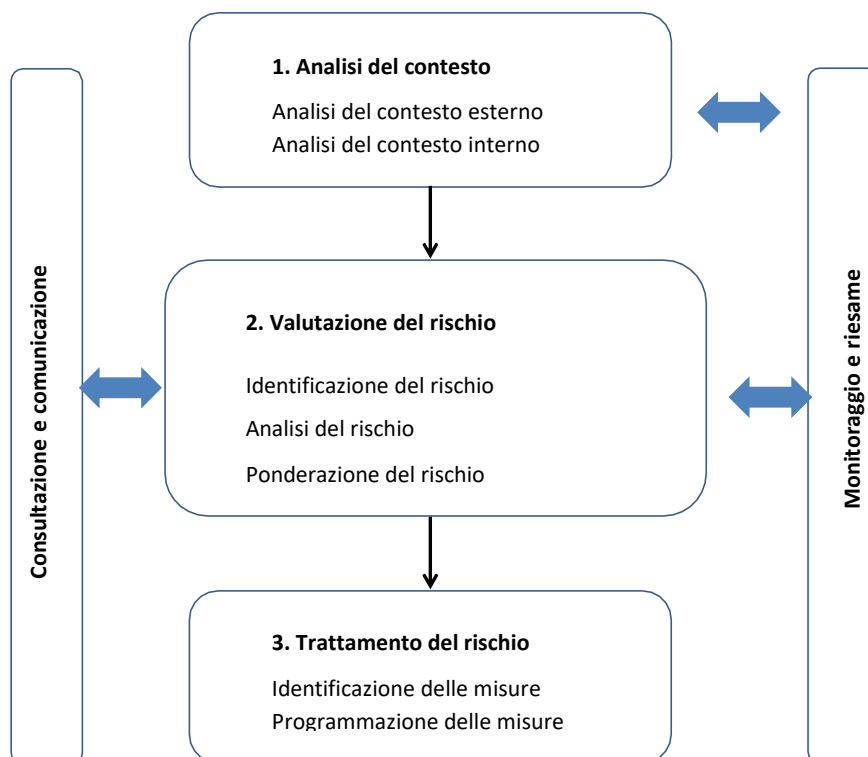 1. Analisi del contesto
Analisi del contesto esterno
Analisi del contesto interno
Consultazione e comunicazione
2. Valutazione del rischio
Identificazione del rischio
Analisi del rischio
Ponderazione del rischio
Monitoraggio e riesame
3. Trattamento del rischio
Identificazione delle misure
Programmazione delle misure